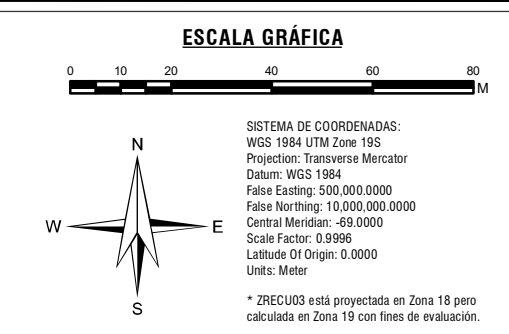 ESCALA GRÁFICA
0 10 20 40 60 80
M
N
W E
S
SISTEMA DE COORDENADAS:
WGS 1984 UTM Zone 19S
Projection: Transverse Mercator
Datum: WGS 1984
False Easting: 500,000.0000
False Northing: 10,000,000.0000
Central Meridian: -69.0000
Scale Factor: 0.9996
Latitude Of Origin: 0.0000
Units: Meter
* ZRECU03 está proyectada en Zona 18 pero
calculada en Zona 19 con fines de evaluación.